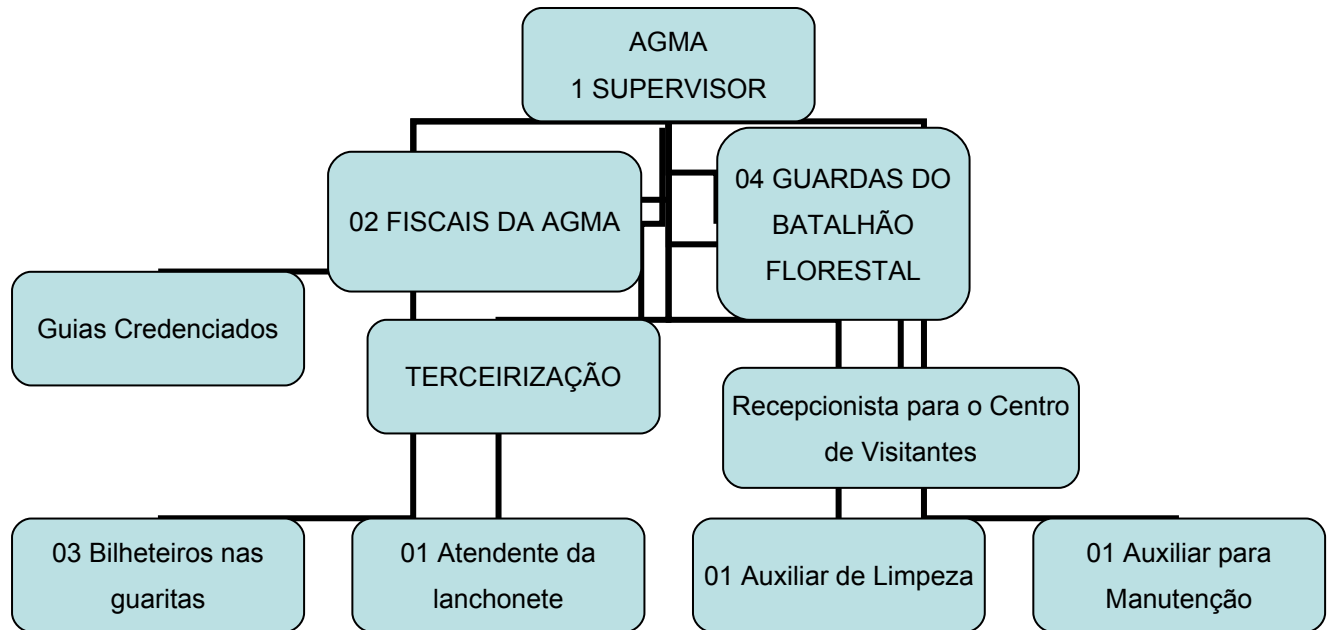 AGMA
1 SUPERVISOR
02 FISCAIS DA AGMA
04 GUARDAS DO
BATALHÃO
FLORESTAL
Guias Credenciados
TERCEIRIZAÇÃO
Recepcionista para o Centro
de Visitantes
03 Bilheteiros nas
guaritas
01 Atendente da
lanchonete
01 Auxiliar de Limpeza
01 Auxiliar para
Manutenção